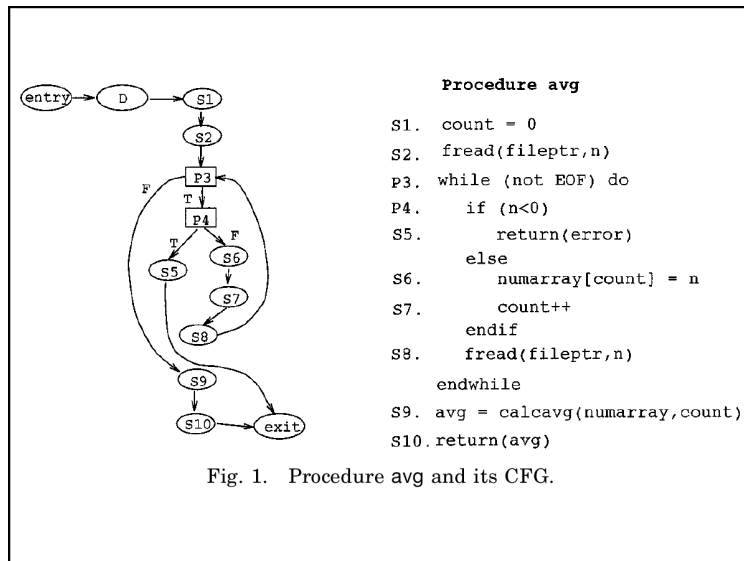 entry
D
S1
S2
P3
F
T
P4
T
F
S5
S6
S7
S8
S9
S10
exit
Procedure avg
S1. count = 0
S2. fread(fileptr,n)
P3. while (not EOF) do
P4. if (n<0)
S5. return(error)
else
S6. numarray[count] = n
S7. count++
endif
S8. fread(fileptr,n)
endwhile
S9. avg = calcavg(numarray,count)
S10. return(avg)
Fig. 1. Procedure avg and its CFG.